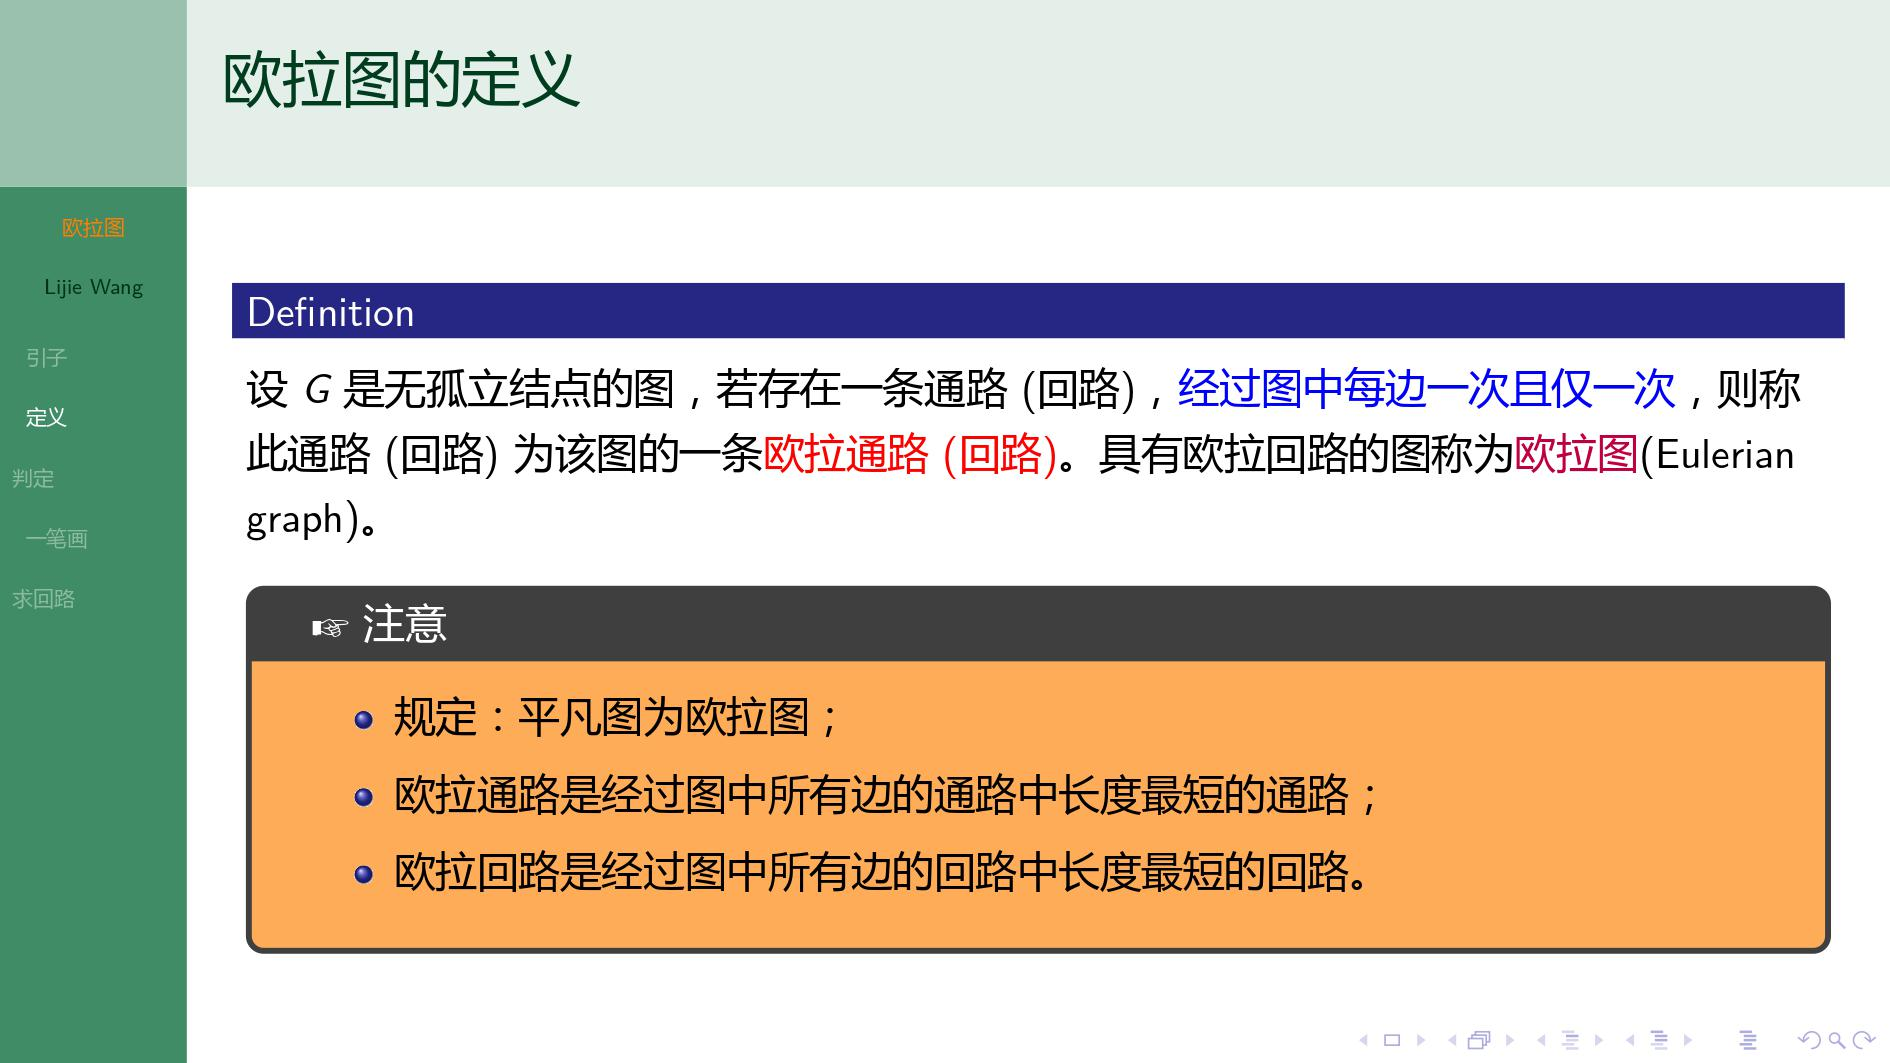 欧拉图的定义
欧拉图
Lijie Wang
引子
定义
判定
一笔画
求回路
Definition
设 G 是无孤立结点的图，若存在一条通路 (回路)，经过图中每边一次且仅一次，则称
此通路 (回路) 为该图的一条欧拉通路 (回路)。具有欧拉回路的图称为欧拉图(Eulerian
graph)。
☞ 注意
规定：平凡图为欧拉图；
欧拉通路是经过图中所有边的通路中长度最短的通路；
欧拉回路是经过图中所有边的回路中长度最短的回路。